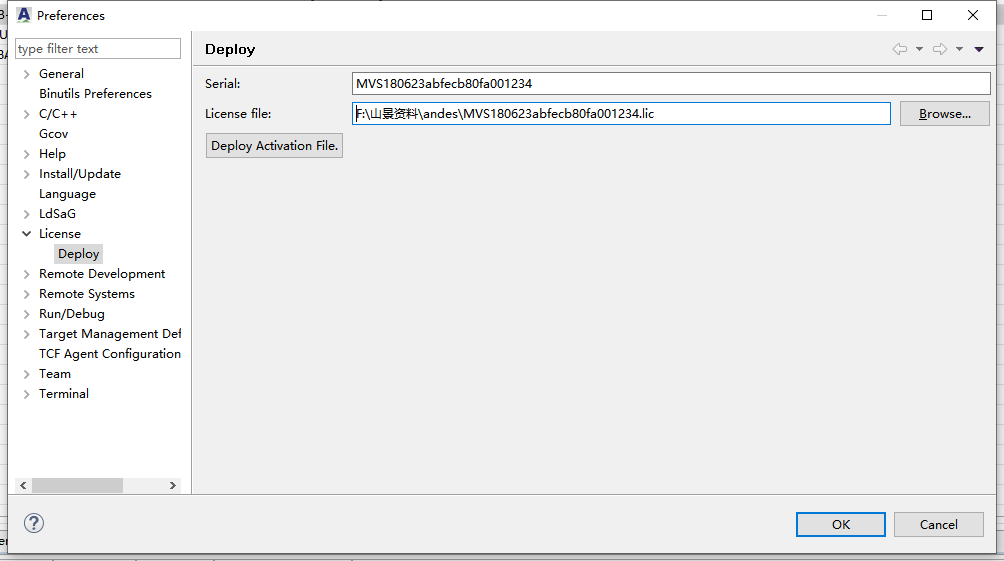 Preferences
type filter text
General
Binutils Preferences
C/C++
Gcov
Help
Install/Update
Language
LdSaG
License
Deploy
Remote Development
Remote Systems
Run/Debug
Target Management Def
TCF Agent Configuration
Team
Terminal
Deploy
Serial: MVS180623abfecb80fa001234
License file: F:\山景资料\andes\MVS180623abfecb80fa001234.lic Browse...
Deploy Activation File.
OK Cancel